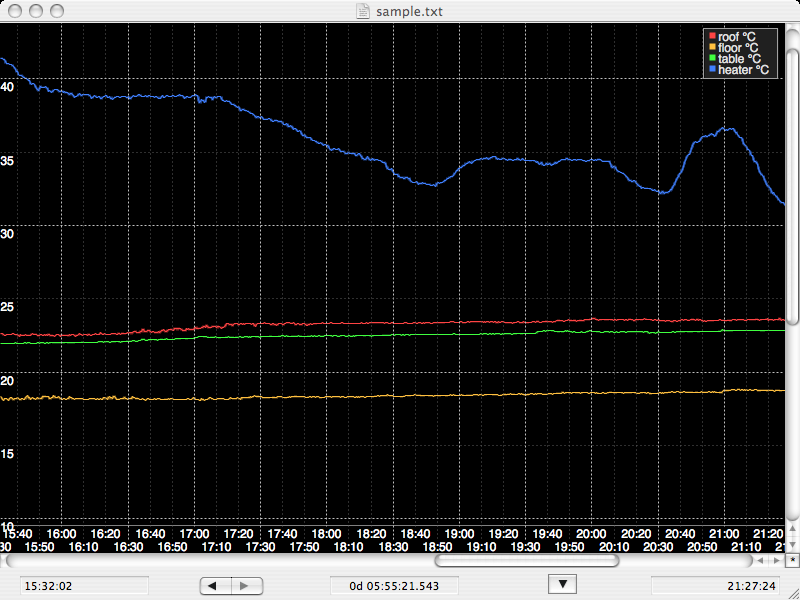 sample.txt
roof °C
floor °C
table °C
heater °C
40
35
30
25
20
15
10
15:40 16:00 16:20 16:40 17:00 17:20 17:40 18:00 18:20 18:40 19:00 19:20 19:40 20:00 20:20 20:40 21:00 21:20
30 15:50 16:10 16:30 16:50 17:10 17:30 17:50 18:10 18:30 18:50 19:10 19:30 19:50 20:10 20:30 20:50 21:10 21:
*
15:32:02 0d 05:55:21.543 21:27:24